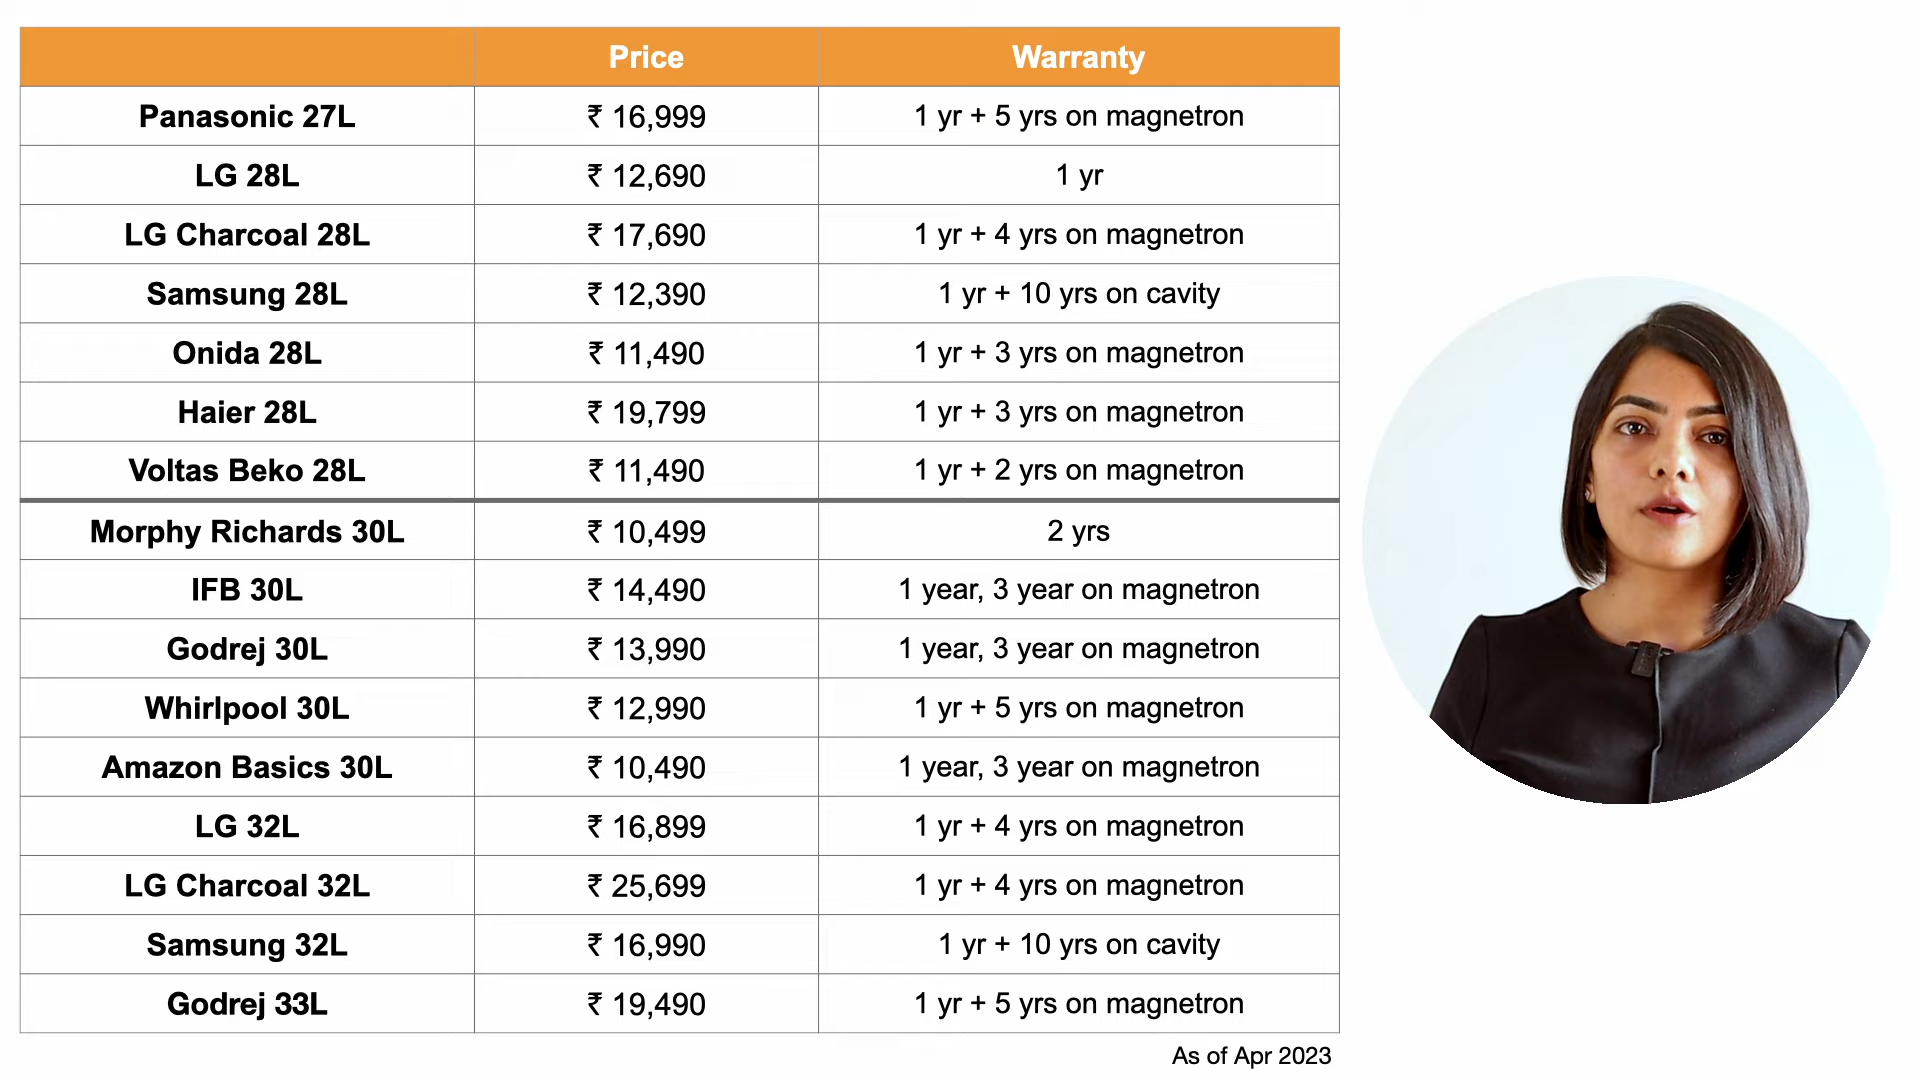 Price Warranty
Panasonic 27L ₹ 16,999 1 yr + 5 yrs on magnetron
LG 28L ₹ 12,690 1 yr
LG Charcoal 28L ₹ 17,690 1 yr + 4 yrs on magnetron
Samsung 28L ₹ 12,390 1 yr + 10 yrs on cavity
Onida 28L ₹ 11,490 1 yr + 3 yrs on magnetron
Haier 28L ₹ 19,799 1 yr + 3 yrs on magnetron
Voltas Beko 28L ₹ 11,490 1 yr + 2 yrs on magnetron
Morphy Richards 30L ₹ 10,499 2 yrs
IFB 30L ₹ 14,490 1 year, 3 year on magnetron
Godrej 30L ₹ 13,990 1 year, 3 year on magnetron
Whirlpool 30L ₹ 12,990 1 yr + 5 yrs on magnetron
Amazon Basics 30L ₹ 10,490 1 year, 3 year on magnetron
LG 32L ₹ 16,899 1 yr + 4 yrs on magnetron
LG Charcoal 32L ₹ 25,699 1 yr + 4 yrs on magnetron
Samsung 32L ₹ 16,990 1 yr + 10 yrs on cavity
Godrej 33L ₹ 19,490 1 yr + 5 yrs on magnetron
As of Apr 2023